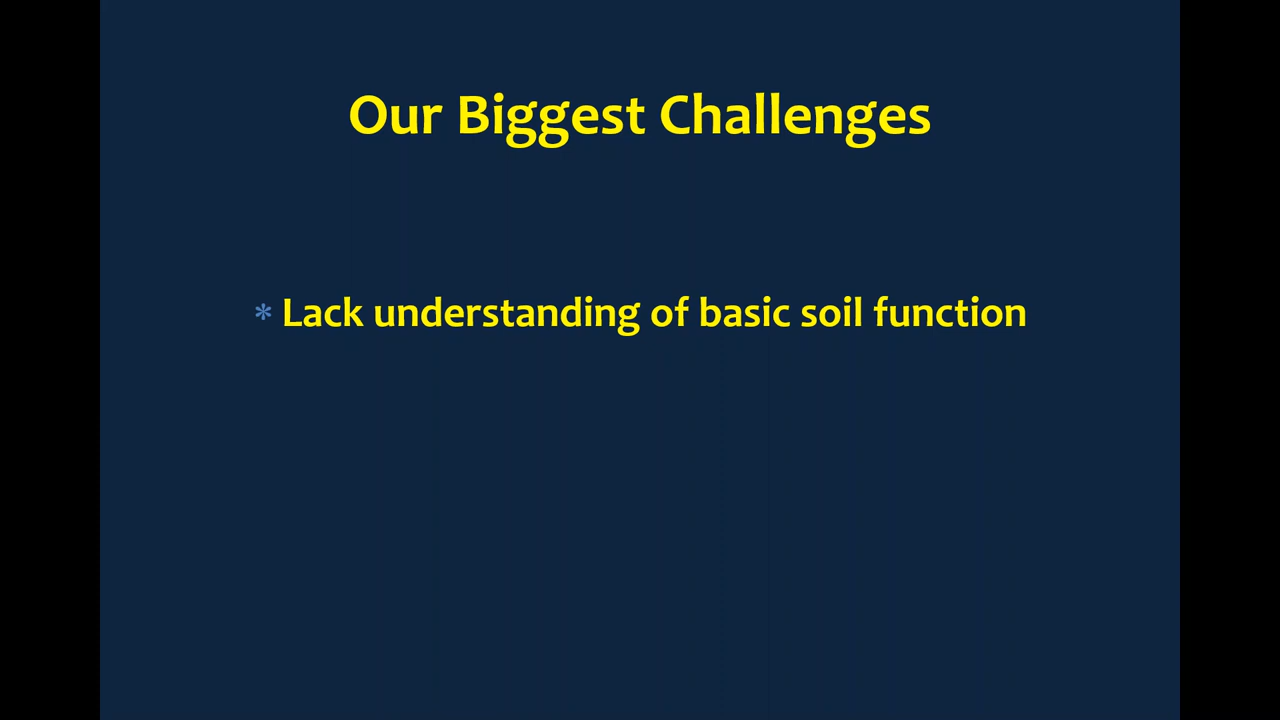 Our Biggest Challenges
* Lack understanding of basic soil function